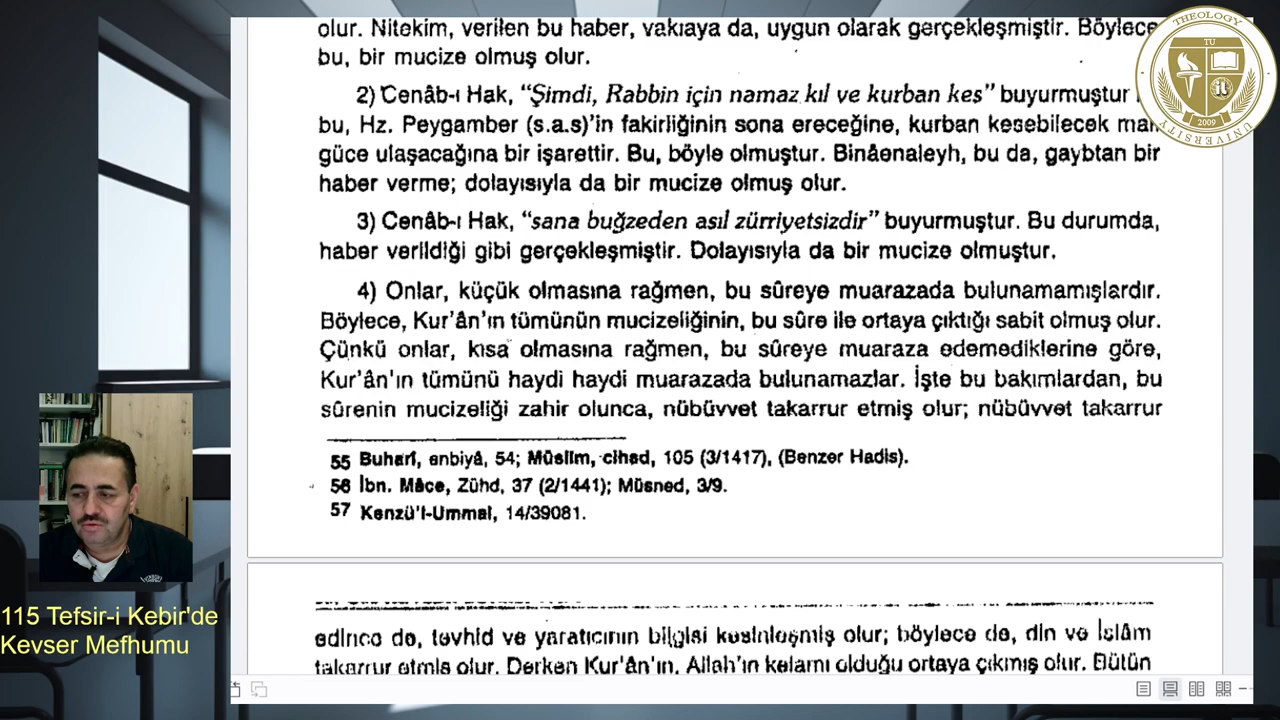 olur. Nitekim, verilen bu haber, vakıaya da, uygun olarak gerçekleşmiştir. Böylece
bu, bir mucize olmuş olur.
2) Cenâb-ı Hak, “Şimdi, Rabbin için namaz kıl ve kurban kes” buyurmuştur
bu, Hz. Peygamber (s.a.s)’in fakirliğinin sona ereceğine, kurban kesebilecek
güce ulaşacağına bir işarettir. Bu, böyle olmuştur. Binâenaleyh, bu da, gaybtan bir
haber verme; dolayısıyla da bir mucize olmuş olur.
3) Cenâb-ı Hak, “sana buğzeden asıl zürriyetsizdir” buyurmuştur. Bu durumda,
haber verildiği gibi gerçekleşmiştir. Dolayısıyla da bir mucize olmuştur.
4) Onlar, küçük olmasına rağmen, bu sûreye muarazada bulunamamışlardır.
Böylece, Kur’ân’ın tümünün mucizeliğinin, bu sûre ile ortaya çıktığı sabit olmuş olur.
Çünkü onlar, kısa olmasına rağmen, bu sûreye muaraza edemediklerine göre,
Kur’ân’ın tümünü haydi haydi muarazada bulunamazlar. İşte bu bakımlardan, bu
sûrenin mucizeliği zahir olunca, nübüvvet takarrur etmiş olur; nübüvvet takarrur
55 Buharî, enbiyâ, 54; Müslim, cihad, 105 (3/1417), (Benzer Hadis).
56 İbn. Mâce, Zühd, 37 (2/1441); Müsned, 3/9.
57 Kenzü’l-Ummal, 14/39081.
edince de, tevhid ve yaratıcının bilgisi kesinleşmiş olur; böylece de, din ve İslâm
takarrur etmiş olur. Derken Kur’ân’ın, Allah’ın kelamı olduğu ortaya çıkmış olur. Bütün
115 Tefsir-i Kebir'de
Kevser Mefhumu
THEOLOGY
TU
2009
UNIVERSITY